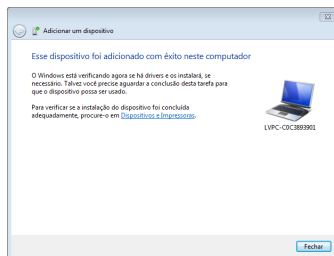 Adicionar um dispositivo
Esse dispositivo foi adicionado com êxito neste computador
O Windows está verificando agora se há drivers e os instalará, se
necessário. Talvez você precise aguardar a conclusão desta tarefa para
que o dispositivo possa ser usado.
Para verificar se a instalação do dispositivo foi concluída
adequadamente, procure-o em Dispositivos e Impressoras.
LVPC-C0C3893901
Fechar